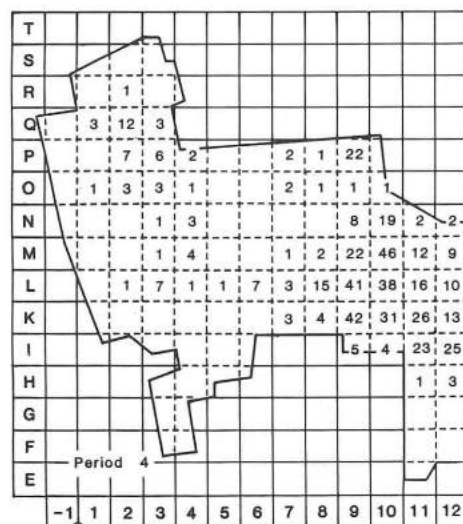 T
S
R 1
Q 3 12 3
P 7 6 2 2 1 22
O 1 3 3 1 2 1 1 1
N 1 3 8 19 2 2
M 1 4 1 2 22 46 12 9
L 1 7 1 1 7 3 15 41 38 16 10
K 3 4 42 31 26 13
I 5 4 23 25
H 1 3
G
F
Period 4
E
-1 1 2 3 4 5 6 7 8 9 10 11 12